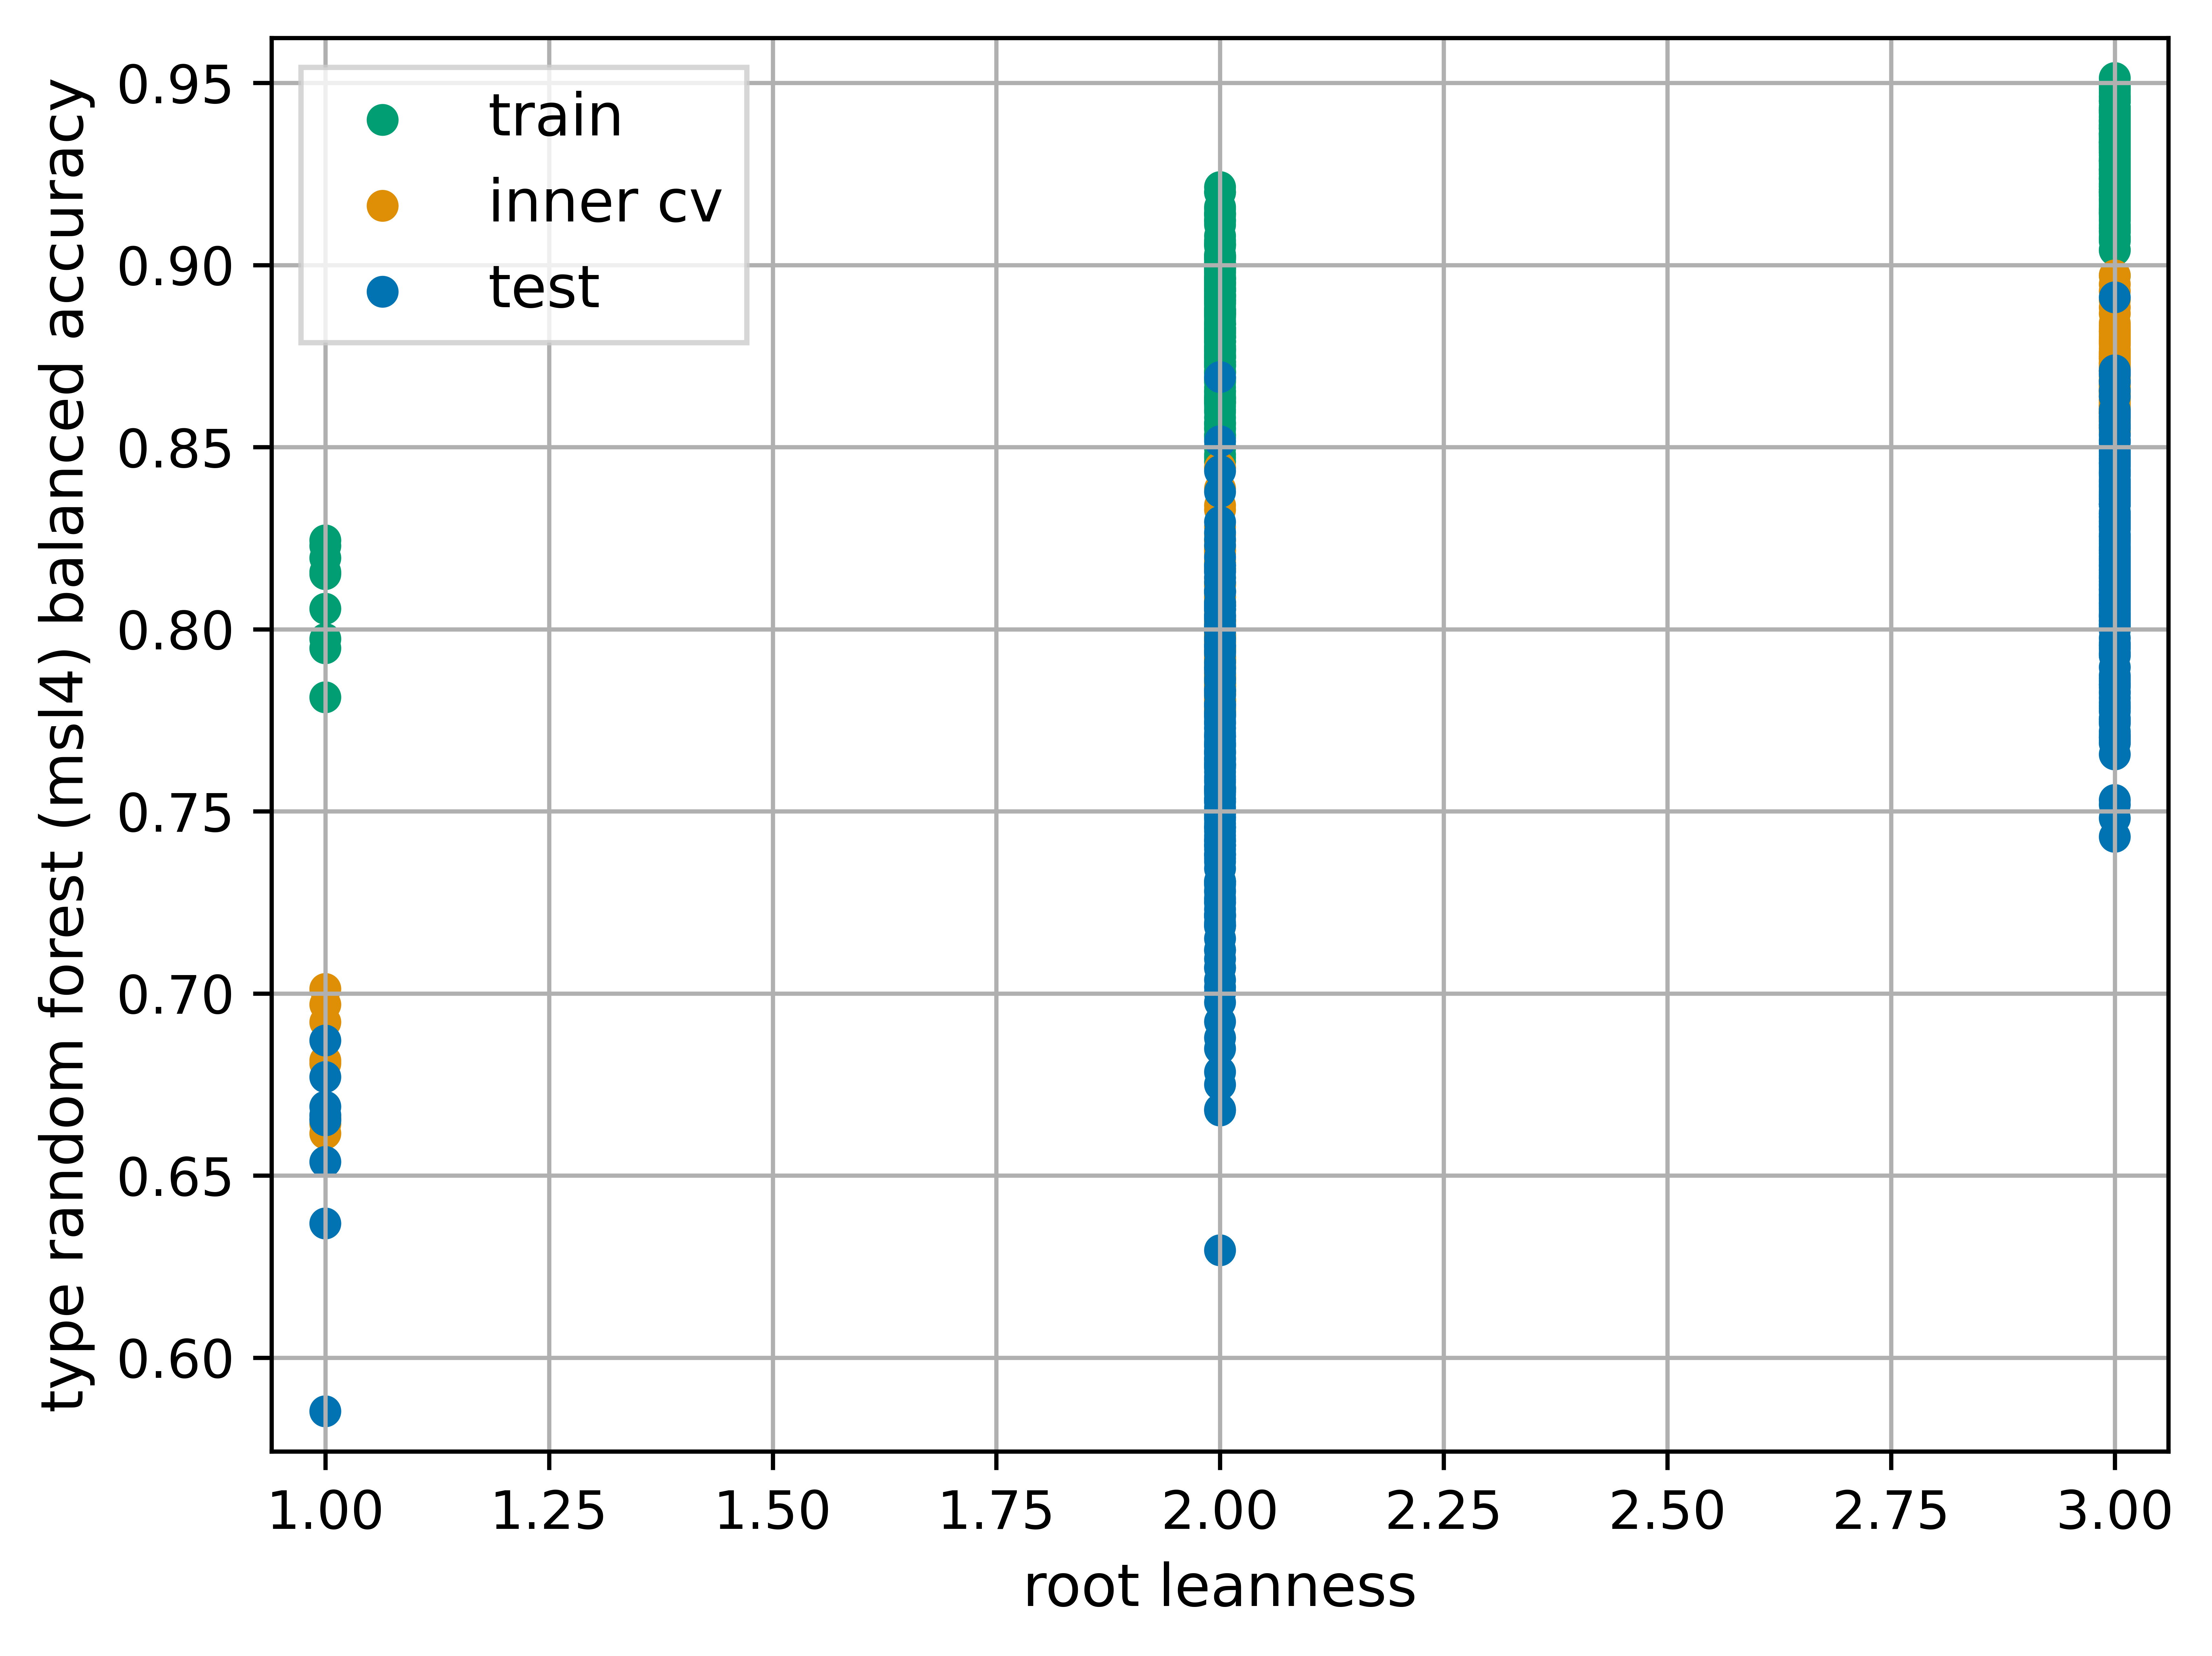 type random forest (msl4) balanced accuracy
0.95
0.90
0.85
0.80
0.75
0.70
0.65
0.60
train
inner cv
test
1.00 1.25 1.50 1.75 2.00 2.25 2.50 2.75 3.00
root leanness